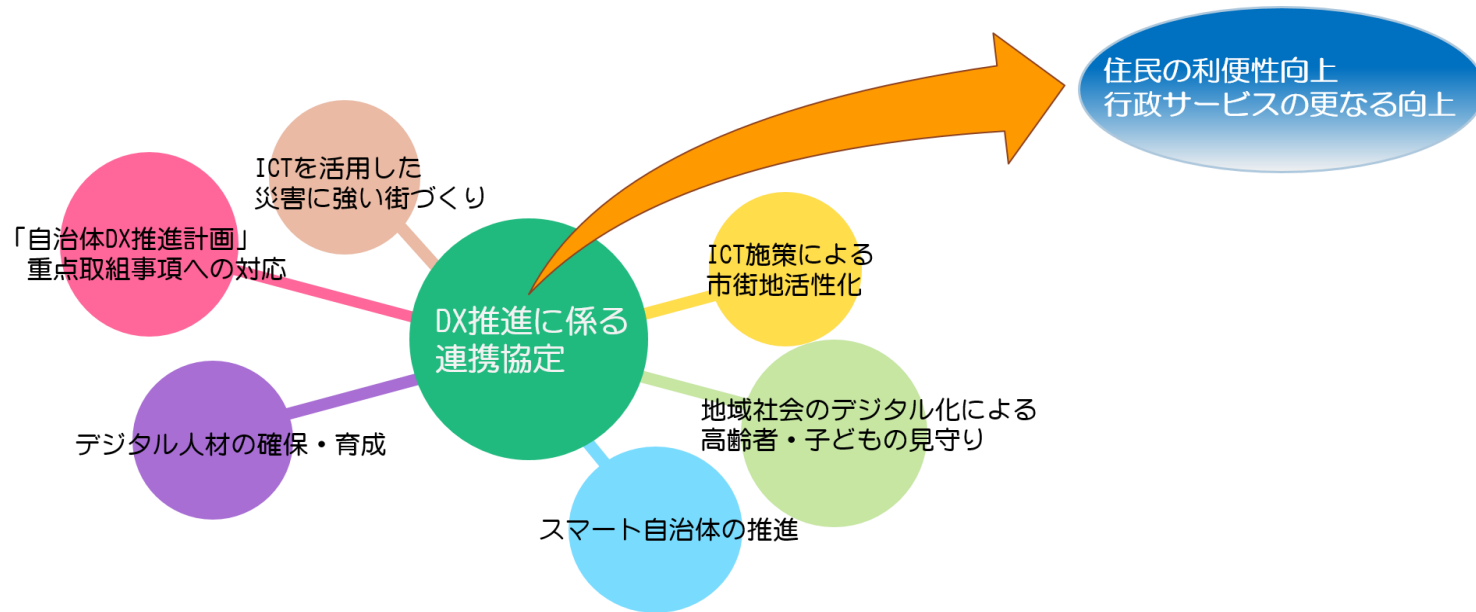 住民の利便性向上
行政サービスの更なる向上
ICTを活用した
災害に強い街づくり
「自治体DX推進計画」
重点取組事項への対応
ICT施策による
市街地活性化
DX推進に係る
連携協定
地域社会のデジタル化による
高齢者・子どもの見守り
デジタル人材の確保・育成
スマート自治体の推進